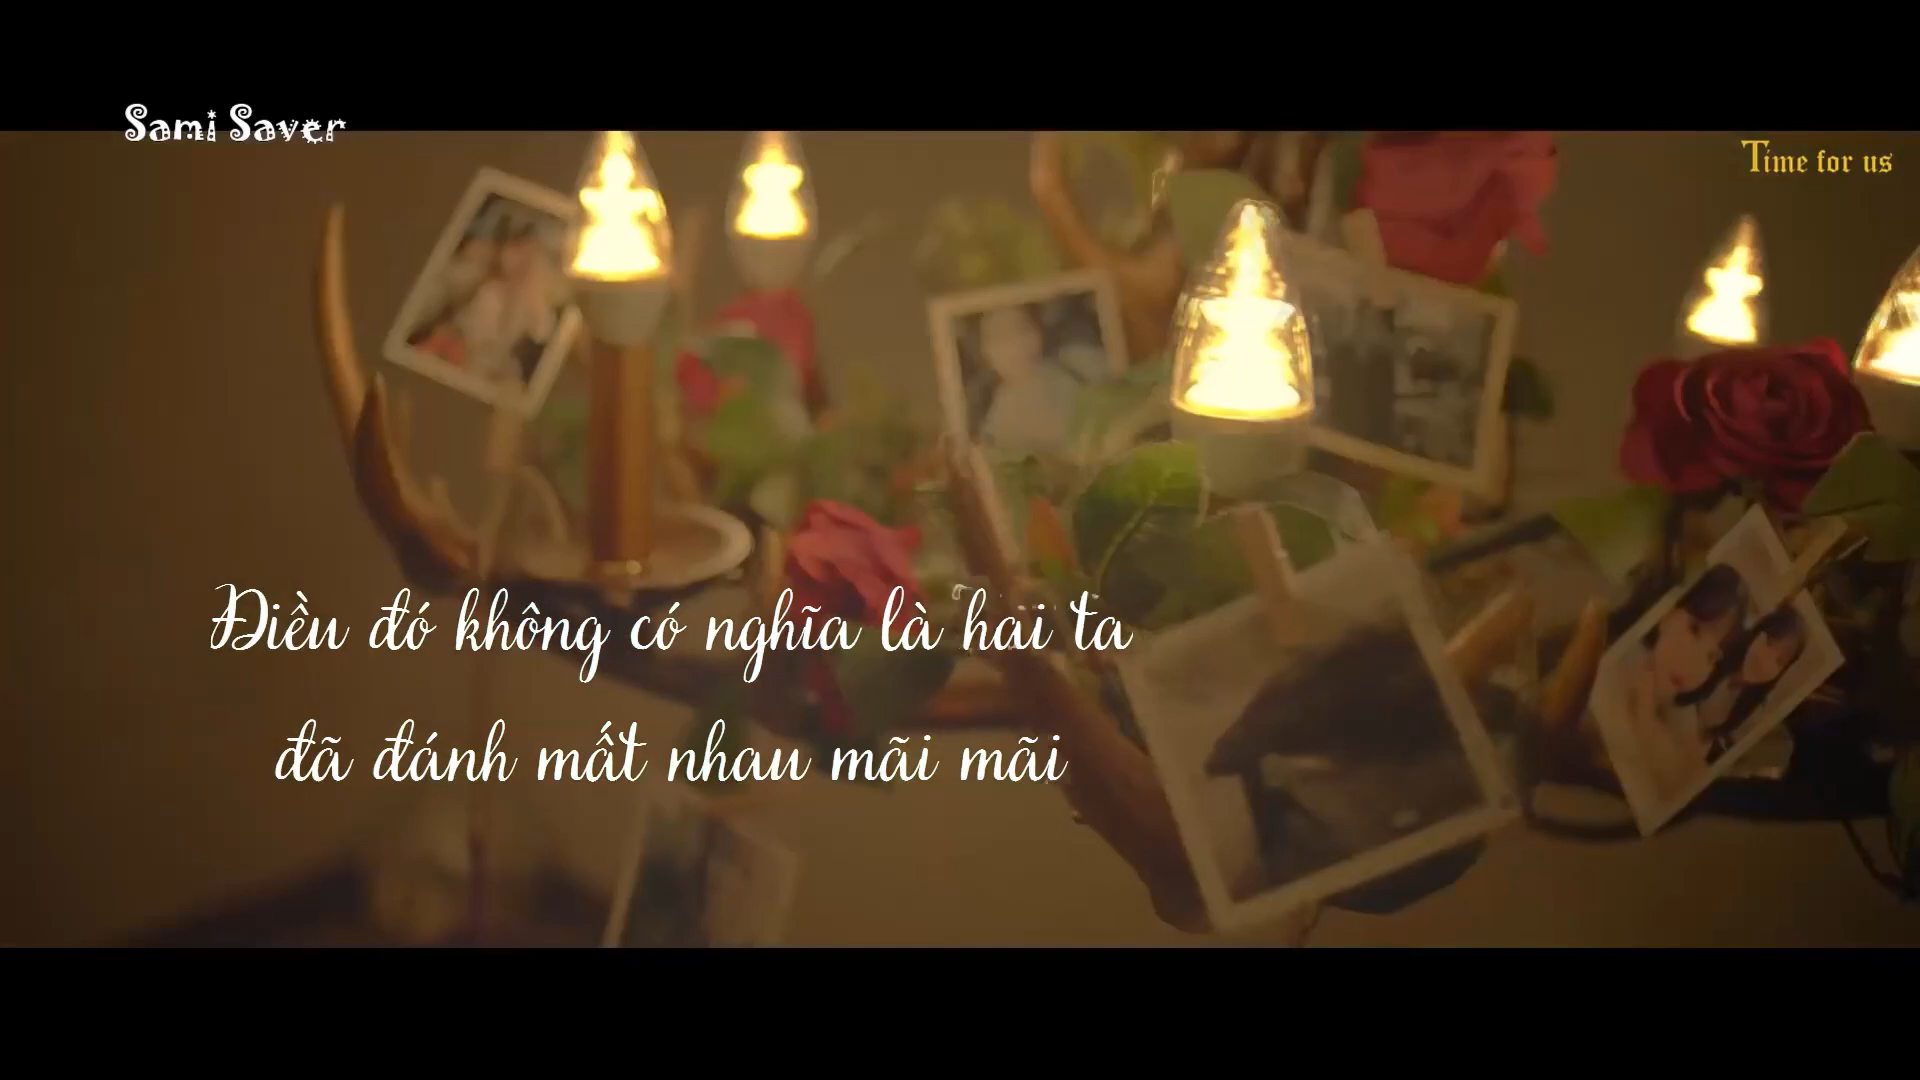 Sami Saver
Time for us
Điều đó không có nghĩa là hai ta
đã đánh mất nhau mãi mãi